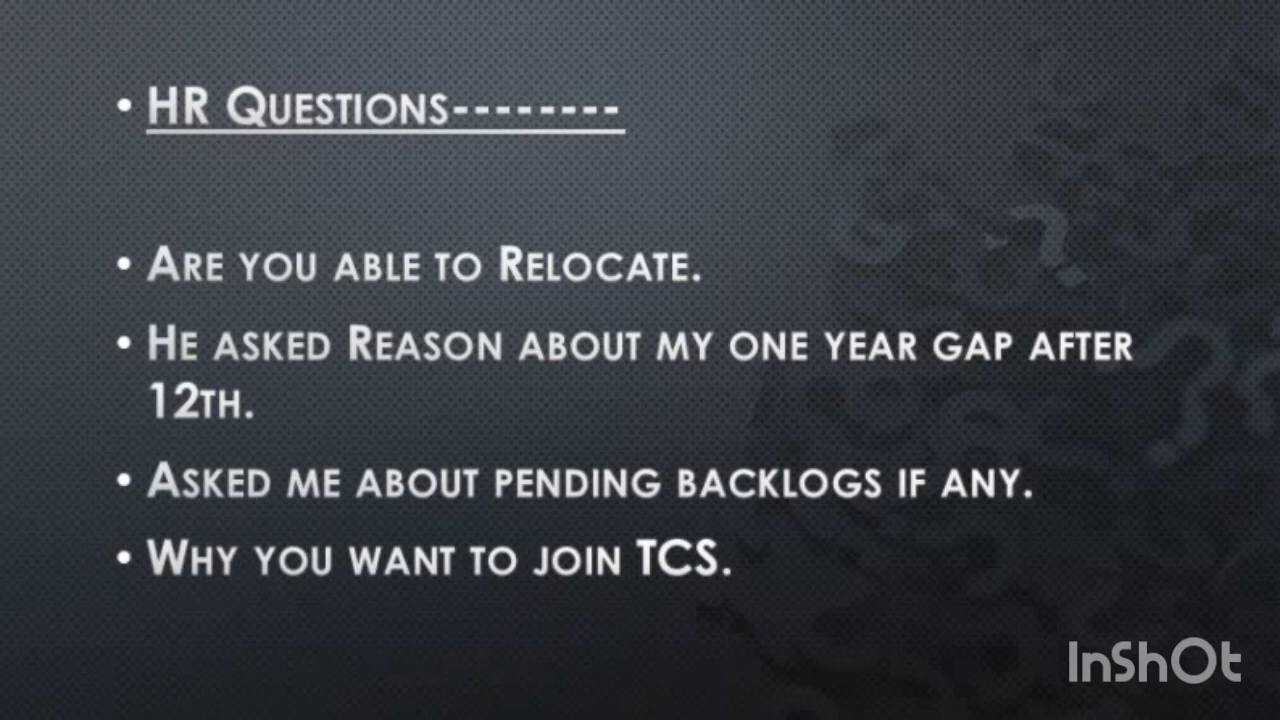 • HR Questions--------
• Are you able to Relocate.
• He asked Reason about my one year gap after
12th.
• Asked me about pending backlogs if any.
• Why you want to join TCS.
InShOt